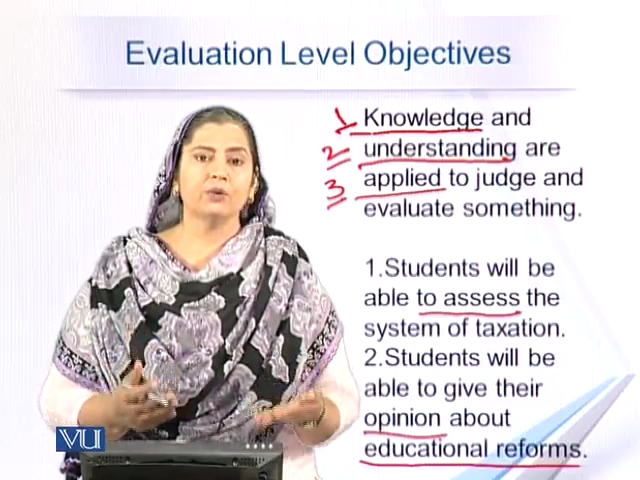 Evaluation Level Objectives
1 Knowledge and
2 understanding are
3 applied to judge and
evaluate something.
1.Students will be
able to assess the
system of taxation.
2.Students will be
able to give their
opinion about
educational reforms.
VU